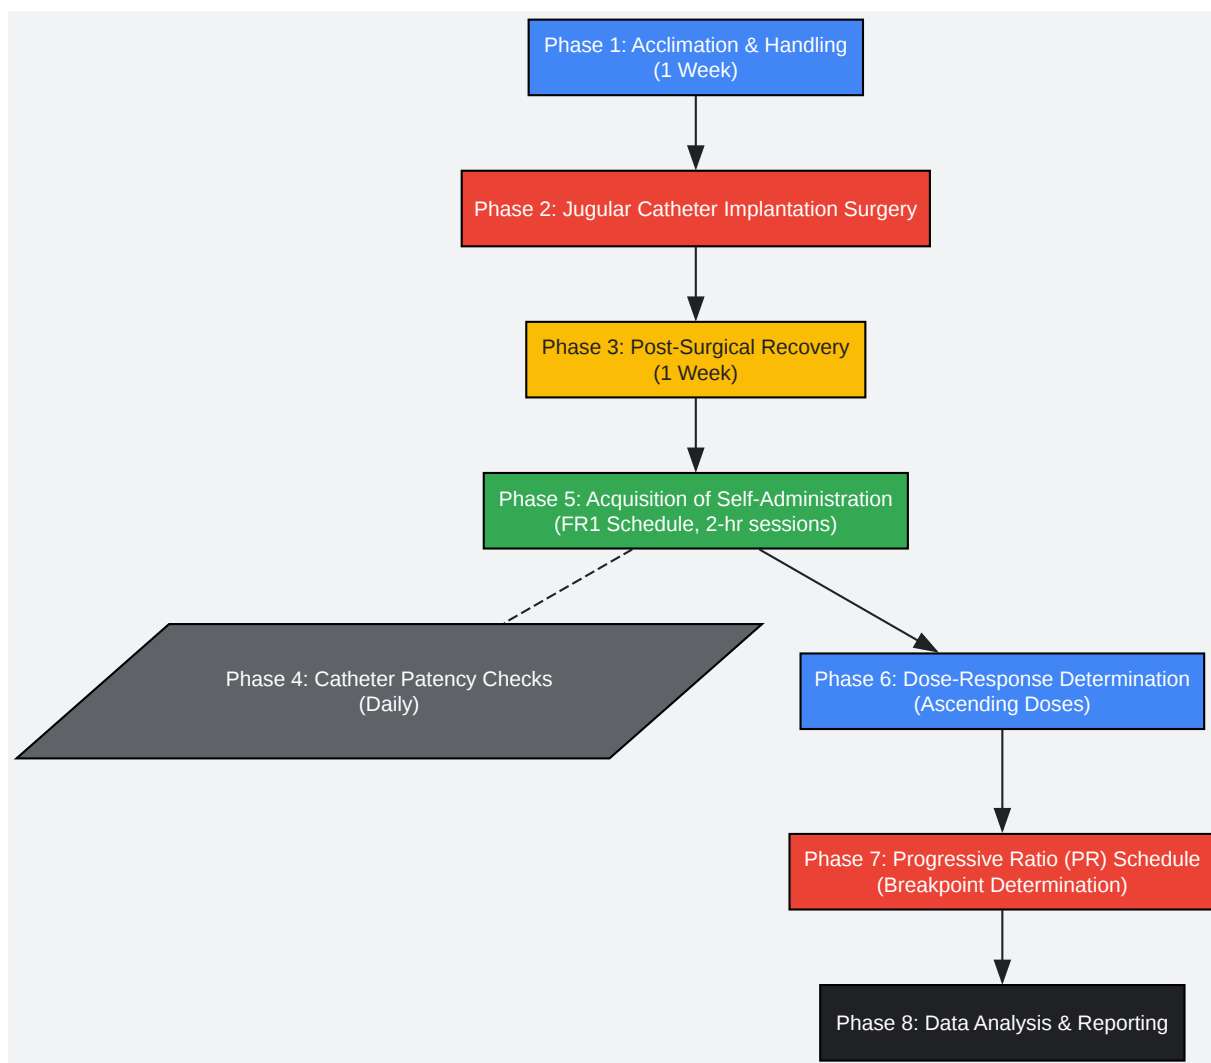 Phase 1: Acclimation & Handling
(1 Week)
Phase 2: Jugular Catheter Implantation Surgery
Phase 3: Post-Surgical Recovery
(1 Week)
Phase 5: Acquisition of Self-Administration
(FR1 Schedule, 2-hr sessions)
Phase 4: Catheter Patency Checks
(Daily)
Phase 6: Dose-Response Determination
(Ascending Doses)
Phase 7: Progressive Ratio (PR) Schedule
(Breakpoint Determination)
Phase 8: Data Analysis & Reporting